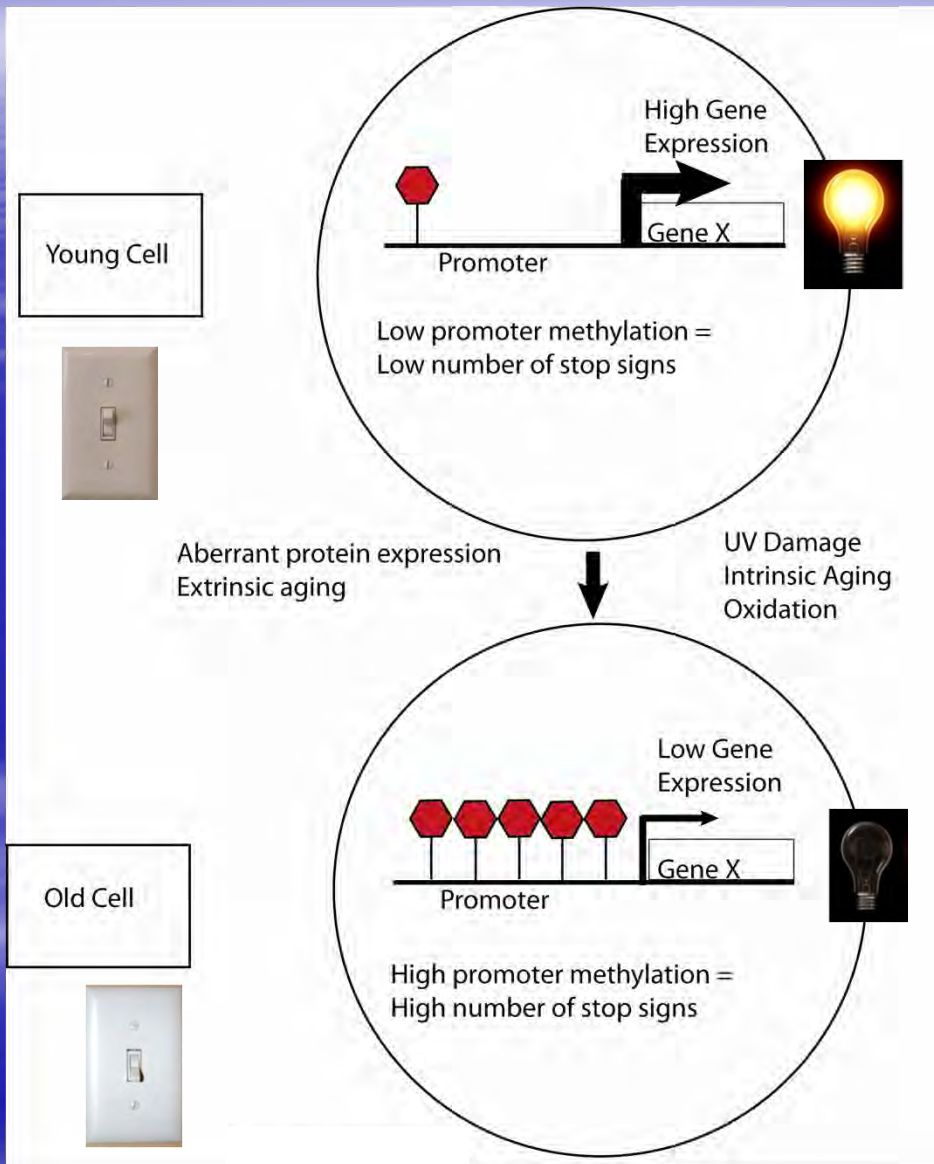 High Gene
Expression
Young Cell
Gene X
Promoter
Low promoter methylation =
Low number of stop signs
Aberrant protein expression
Extrinsic aging
UV Damage
Intrinsic Aging
Oxidation
Low Gene
Expression
Old Cell
Gene X
Promoter
High promoter methylation =
High number of stop signs